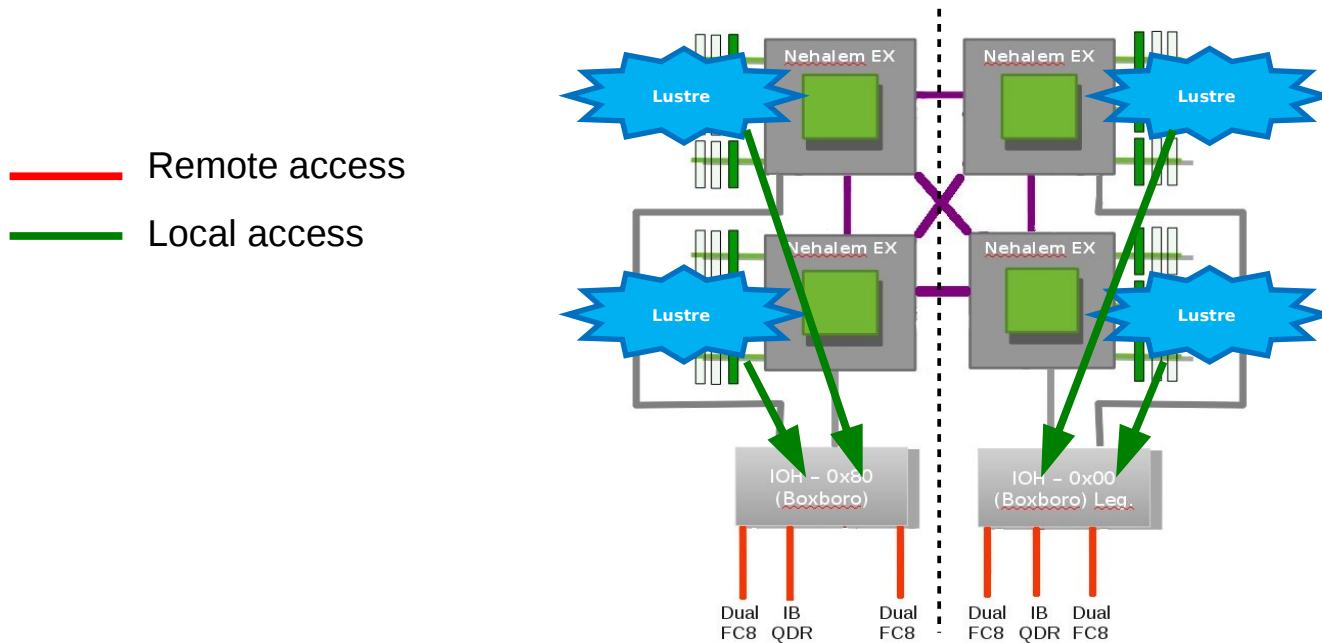 Remote access
Local access
Nehalem EX
Nehalem EX
Lustre
Lustre
Nehalem EX
Nehalem EX
Lustre
Lustre
IOH – 0x80
(Boxboro)
IOH – 0x00
(Boxboro) Leg.
Dual
FC8
IB
QDR
Dual
FC8
Dual
FC8
IB
QDR
Dual
FC8